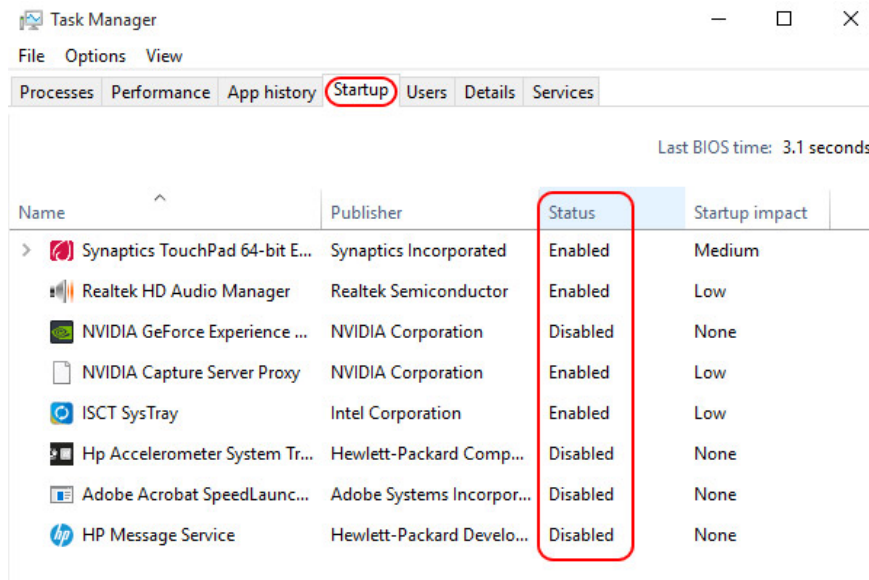 Task Manager
File Options View
Processes Performance App history Startup Users Details Services
Last BIOS time: 3.1 seconds
Name Publisher Status Startup impact
Synaptics TouchPad 64-bit E... Synaptics Incorporated Enabled Medium
Realtek HD Audio Manager Realtek Semiconductor Enabled Low
NVIDIA GeForce Experience ... NVIDIA Corporation Disabled None
NVIDIA Capture Server Proxy NVIDIA Corporation Enabled Low
ISCT SysTray Intel Corporation Enabled Low
Hp Accelerometer System Tr... Hewlett-Packard Comp... Disabled None
Adobe Acrobat SpeedLaunc... Adobe Systems Incorpor... Disabled None
hp HP Message Service Hewlett-Packard Develo... Disabled None